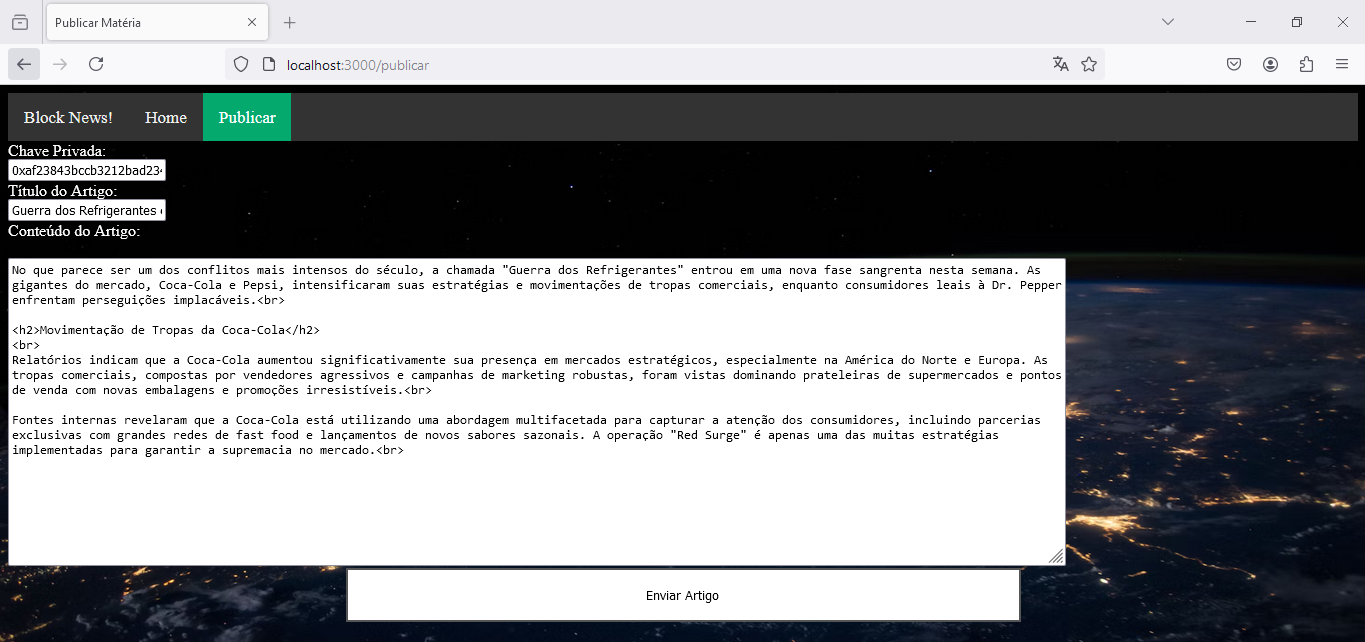 Publicar Matéria
localhost:3000/publicar
Block News! Home Publicar
Chave Privada:
0xaf23843bccb3212bad234
Título do Artigo:
Guerra dos Refrigerantes
Conteúdo do Artigo:
No que parece ser um dos conflitos mais intensos do século, a chamada "Guerra dos Refrigerantes" entrou em uma nova fase sangrenta nesta semana. As
gigantes do mercado, Coca-Cola e Pepsi, intensificaram suas estratégias e movimentações de tropas comerciais, enquanto consumidores leais à Dr. Pepper
enfrentam perseguições implacáveis.<br>
<h2>Movimentação de Tropas da Coca-Cola</h2>
<br>
Relatórios indicam que a Coca-Cola aumentou significativamente sua presença em mercados estratégicos, especialmente na América do Norte e Europa. As
tropas comerciais, compostas por vendedores agressivos e campanhas de marketing robustas, foram vistas dominando prateleiras de supermercados e pontos
de venda com novas embalagens e promoções irresistíveis.<br>
Fontes internas revelaram que a Coca-Cola está utilizando uma abordagem multifacetada para capturar a atenção dos consumidores, incluindo parcerias
exclusivas com grandes redes de fast food e lançamentos de novos sabores sazonais. A operação "Red Surge" é apenas uma das muitas estratégias
implementadas para garantir a supremacia no mercado.<br>
Enviar Artigo